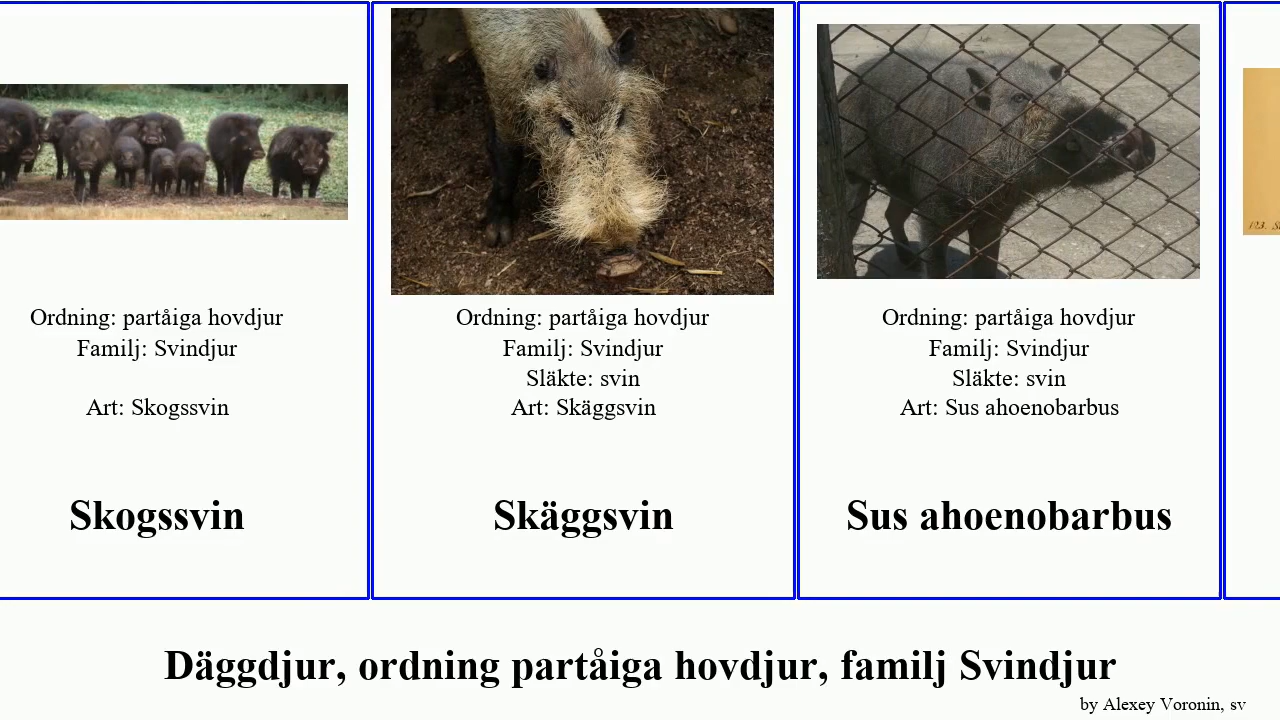 Ordning: partåiga hovdjur
Familj: Svindjur
Art: Skogssvin
Skogssvin
Ordning: partåiga hovdjur
Familj: Svindjur
Släkte: svin
Art: Skäggsvin
Skäggsvin
Ordning: partåiga hovdjur
Familj: Svindjur
Släkte: svin
Art: Sus ahoenobarbus
Sus ahoenobarbus
123.
Däggdjur, ordning partåiga hovdjur, familj Svindjur
by Alexey Voronin, sv